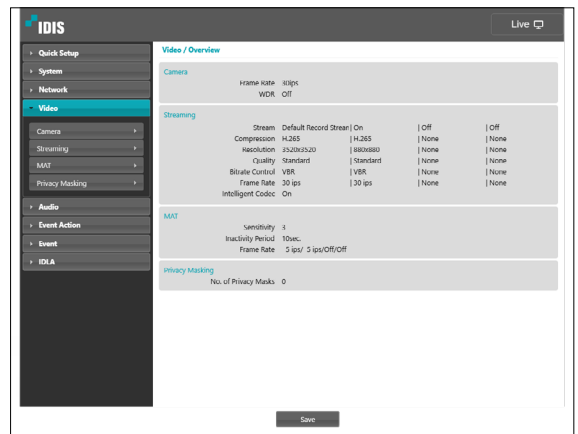 IDIS
Live
Quick Setup
System
Network
Video
Camera
Streaming
MAT
Privacy Masking
Audio
Event Action
Event
IDLA
Video / Overview
Camera
Frame Rate 30ips
WDR Off
Streaming
Stream Default Record Strear | On | Off | Off
Compression H.265 | H.265 | None | None
Resolution 3520x3520 | 880x880 | None | None
Quality Standard | Standard | None | None
Bitrate Control VBR | VBR | None | None
Frame Rate 30 ips | 30 ips | None | None
Intelligent Codec On
MAT
Sensitivity 3
Inactivity Period 10sec.
Frame Rate 5 ips/ 5 ips/Off/Off
Privacy Masking
No. of Privacy Masks 0
Save